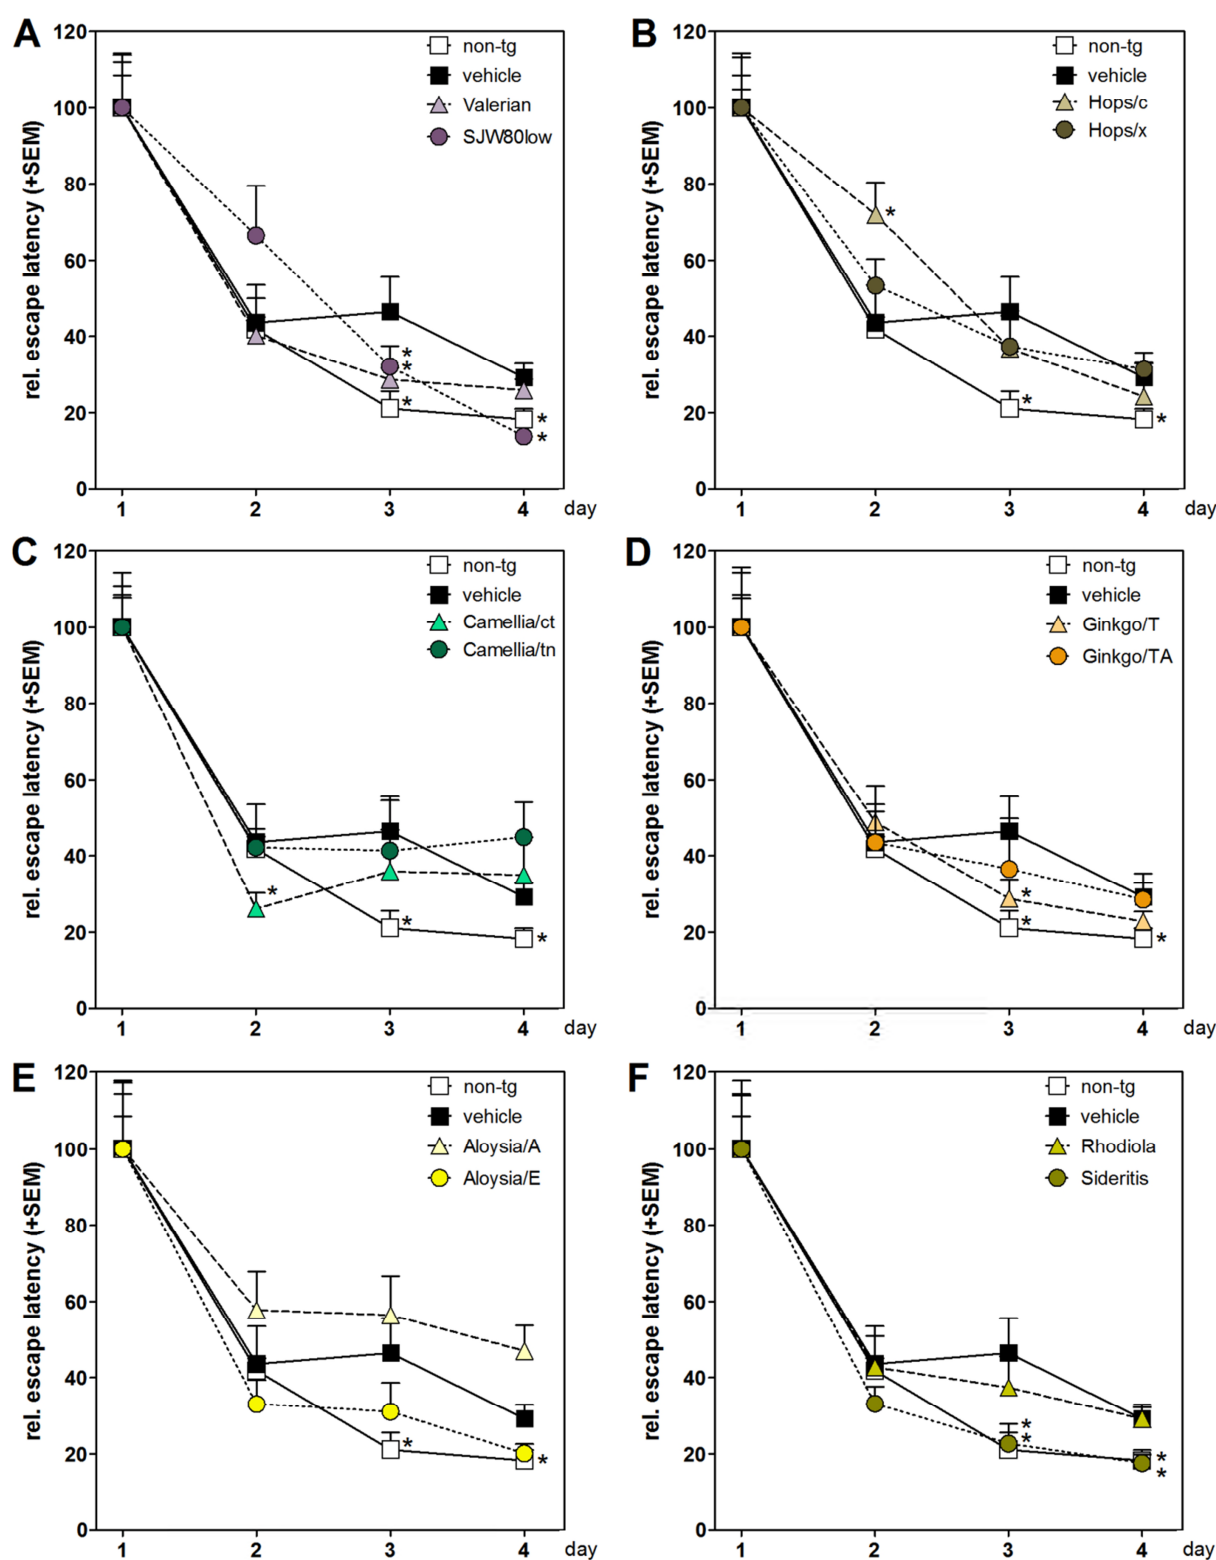 A
rel. escape latency (+SEM)
120
100
80
60
40
20
0
non-tg
vehicle
Valerian
SJW80low
*
*
*
*
*
1 2 3 4 day
B
rel. escape latency (+SEM)
120
100
80
60
40
20
0
non-tg
vehicle
Hops/c
Hops/x
*
*
*
1 2 3 4 day
C
rel. escape latency (+SEM)
120
100
80
60
40
20
0
non-tg
vehicle
Camellia/ct
Camellia/tn
*
*
*
1 2 3 4 day
D
rel. escape latency (+SEM)
120
100
80
60
40
20
0
non-tg
vehicle
Ginkgo/T
Ginkgo/TA
*
*
*
1 2 3 4 day
E
rel. escape latency (+SEM)
120
100
80
60
40
20
0
non-tg
vehicle
Aloysia/A
Aloysia/E
*
*
1 2 3 4 day
F
rel. escape latency (+SEM)
120
100
80
60
40
20
0
non-tg
vehicle
Rhodiola
Sideritis
*
*
*
*
1 2 3 4 day